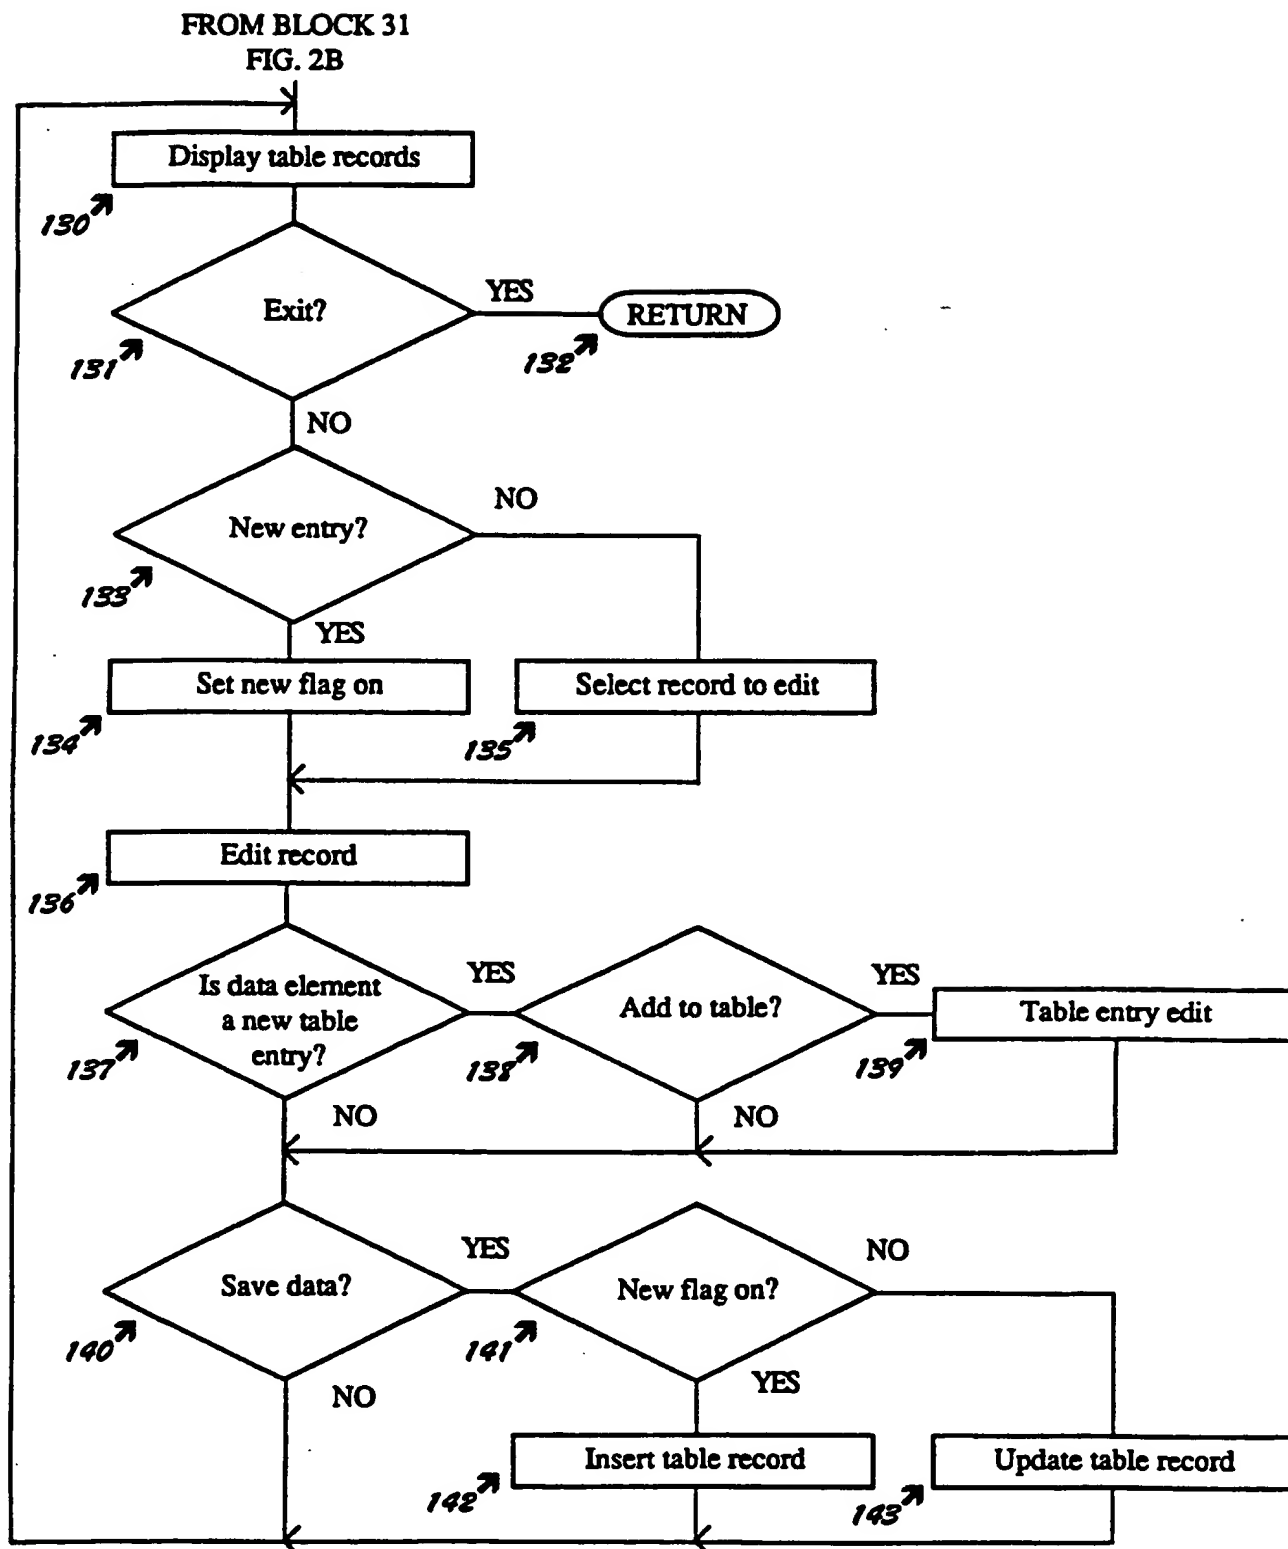 FROM BLOCK 31
FIG. 2B
Display table records
130
Exit?
YES
RETURN
131
132
NO
New entry?
NO
133
YES
Set new flag on
Select record to edit
134
135
Edit record
136
Is data element
a new table
entry?
YES
Add to table?
YES
Table entry edit
137
138
139
NO
NO
Save data?
YES
New flag on?
NO
140
141
NO
YES
Insert table record
Update table record
142
143